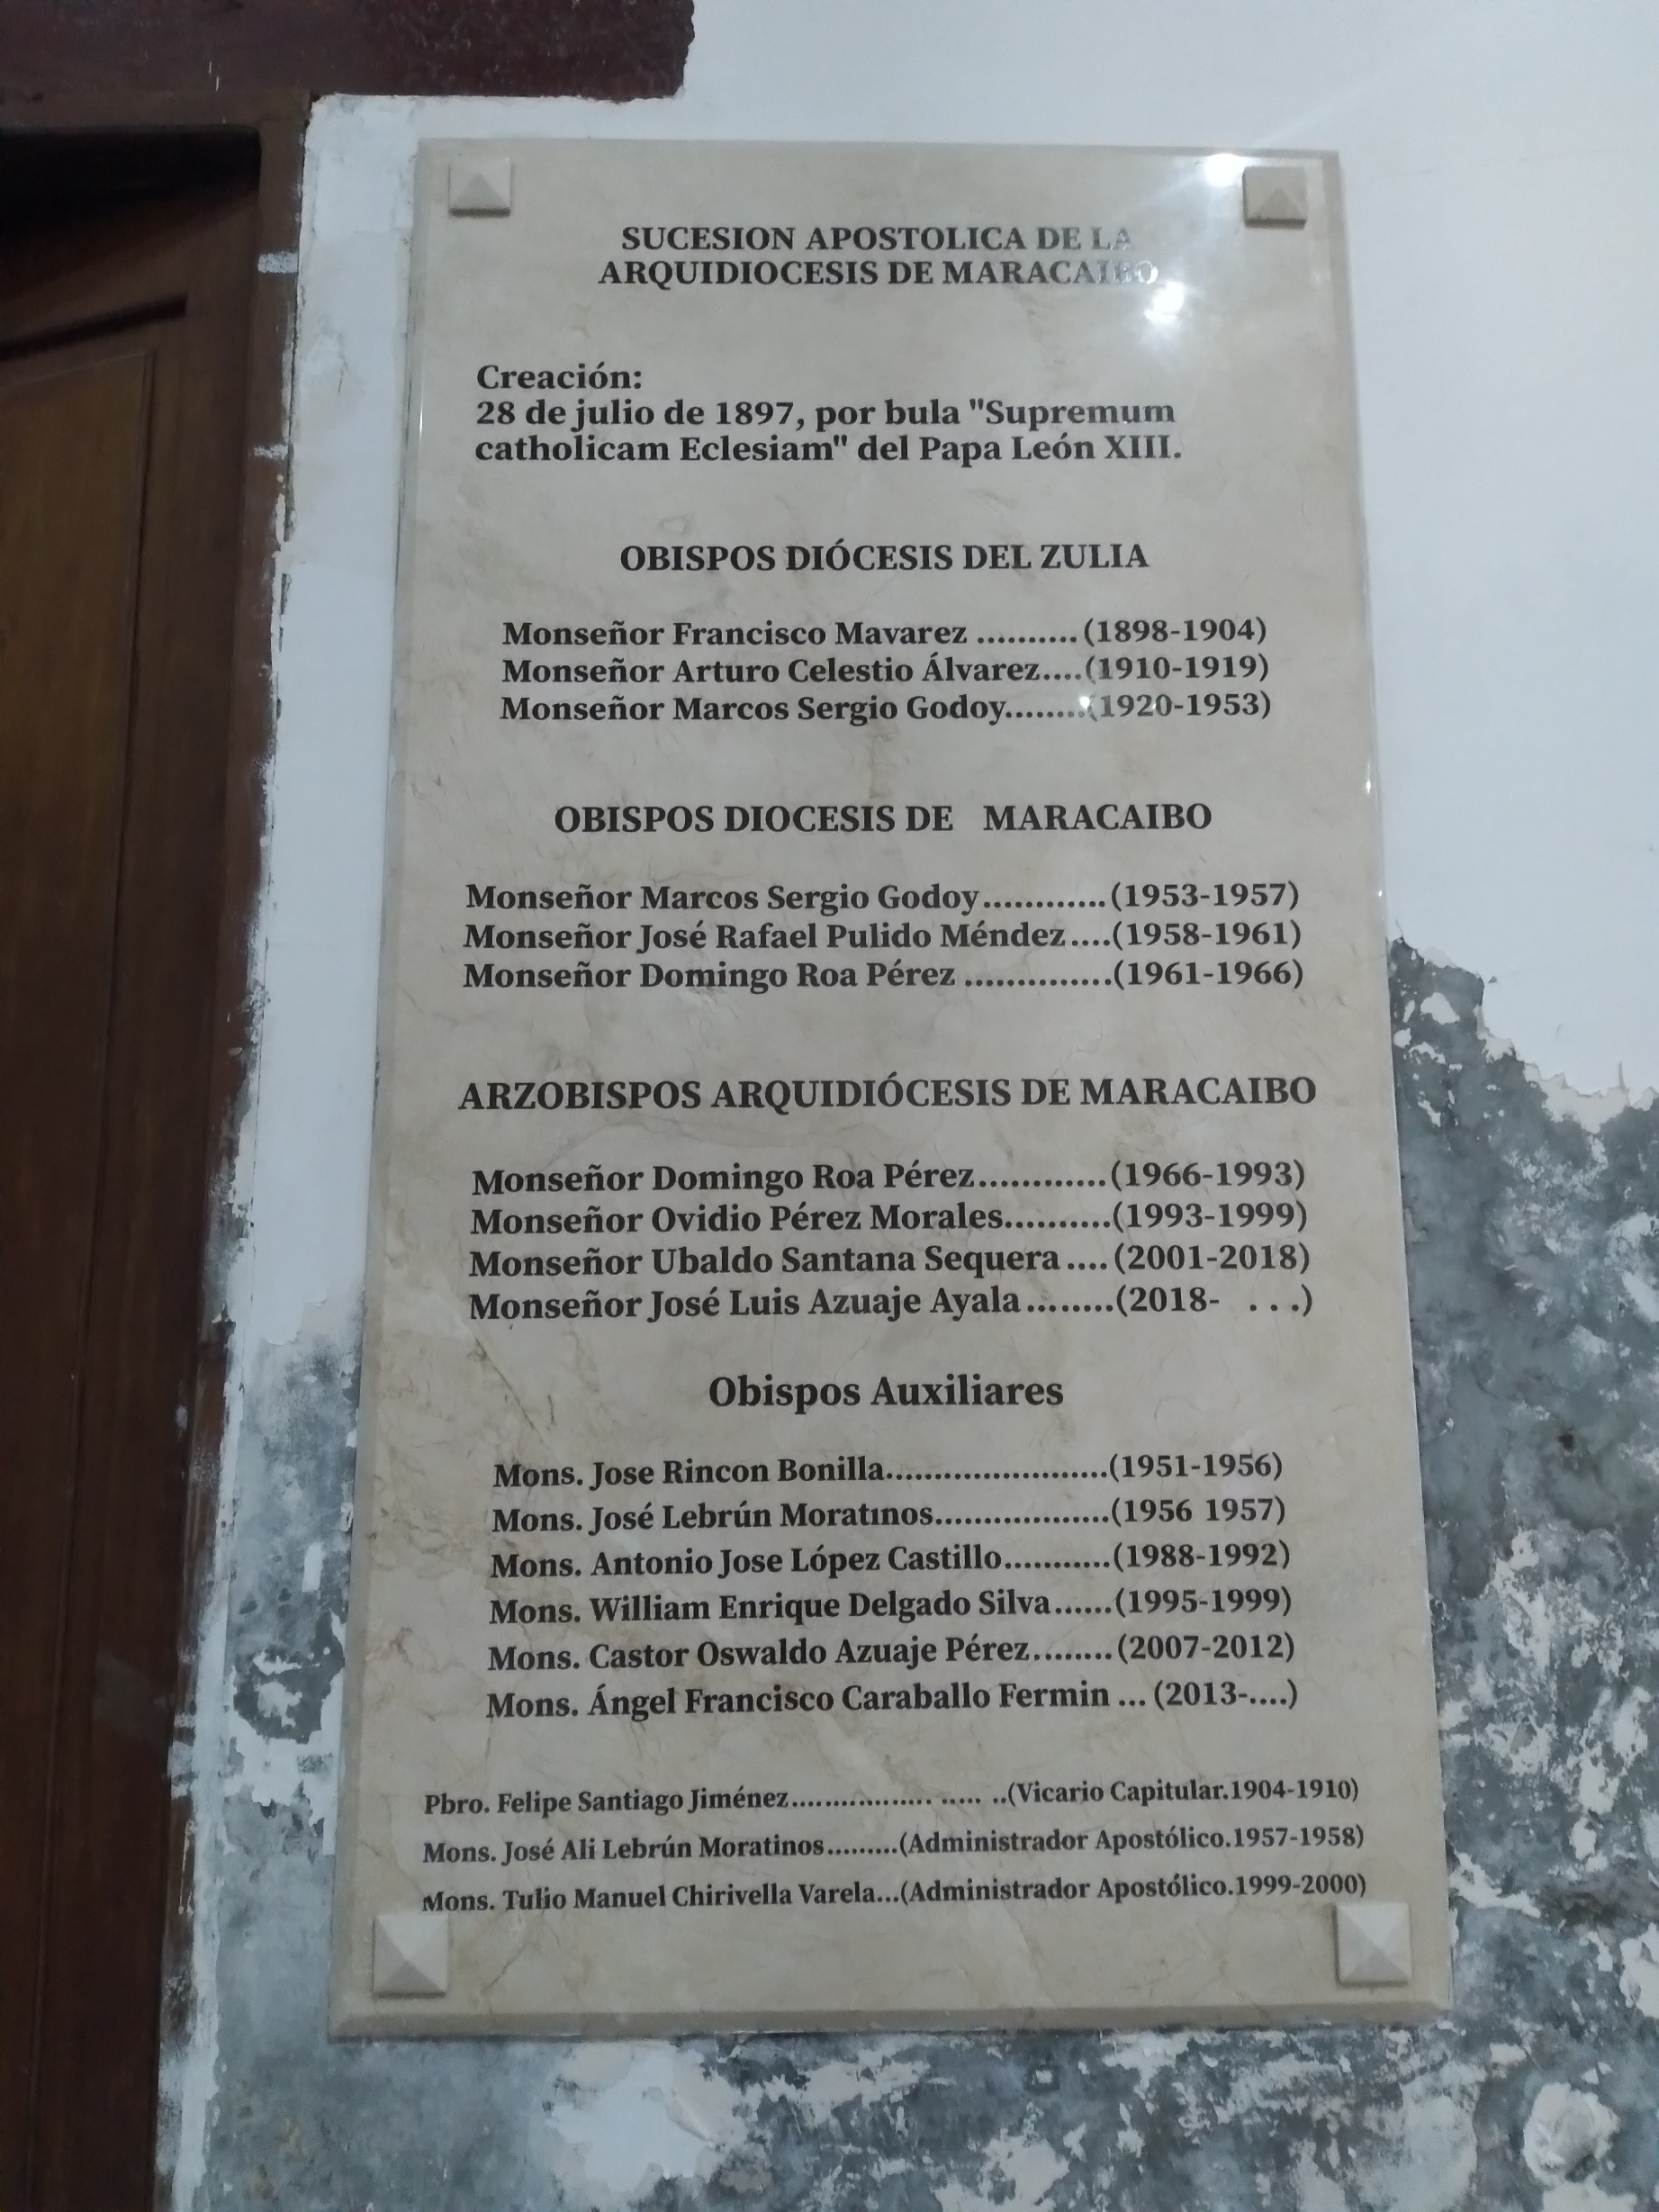 SUCESION APOSTOLICA DE LA
ARQUIDIOCESIS DE MARACAIBO
Creación:
28 de julio de 1897, por bula "Supremum
catholicam Eclesiam" del Papa León XIII.
OBISPOS DIÓCESIS DEL ZULIA
Monseñor Francisco Mavarez ..........(1898-1904)
Monseñor Arturo Celestio Álvarez....(1910-1919)
Monseñor Marcos Sergio Godoy........(1920-1953)
OBISPOS DIOCESIS DE MARACAIBO
Monseñor Marcos Sergio Godoy............(1953-1957)
Monseñor José Rafael Pulido Méndez....(1958-1961)
Monseñor Domingo Roa Pérez ..............(1961-1966)
ARZOBISPOS ARQUIDIÓCESIS DE MARACAIBO
Monseñor Domingo Roa Pérez............(1966-1993)
Monseñor Ovidio Pérez Morales..........(1993-1999)
Monseñor Ubaldo Santana Sequera ....(2001-2018)
Monseñor José Luis Azuaje Ayala........(2018- ...)
Obispos Auxiliares
Mons. Jose Rincon Bonilla.......................(1951-1956)
Mons. José Lebrún Moratinos..................(1956 1957)
Mons. Antonio Jose López Castillo...........(1988-1992)
Mons. William Enrique Delgado Silva......(1995-1999)
Mons. Castor Oswaldo Azuaje Pérez........(2007-2012)
Mons. Ángel Francisco Caraballo Fermin ... (2013-....)
Pbro. Felipe Santiago Jiménez................. ..... ..(Vicario Capitular.1904-1910)
Mons. José Ali Lebrún Moratinos.........(Administrador Apostólico.1957-1958)
Mons. Tulio Manuel Chirivella Varela...(Administrador Apostólico.1999-2000)